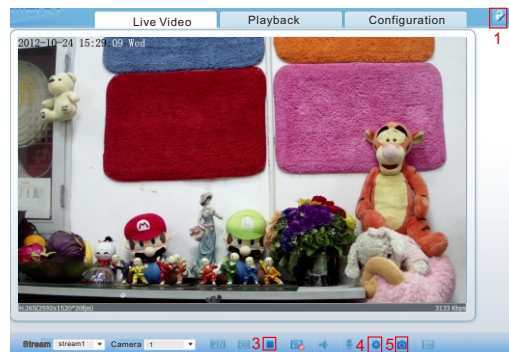 Live Video Playback Configuration
1
2012-10-24 15:29:09 Wed
M
L
H.265(2592x1520*20fps) 3133 Kbps
Stream stream1 Camera 1 3 4 5